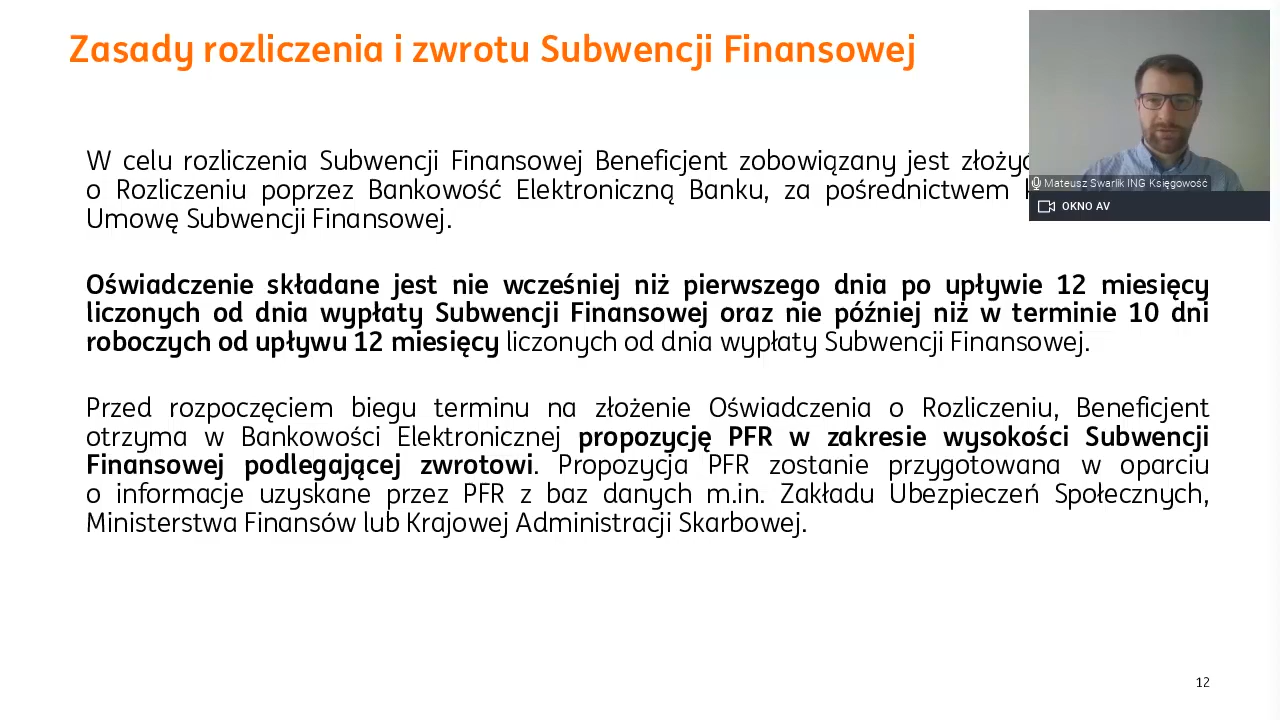 Zasady rozliczenia i zwrotu Subwencji Finansowej
W celu rozliczenia Subwencji Finansowej Beneficjent zobowiązany jest
o Rozliczeniu poprzez Bankowość Elektroniczną Banku, za pośrednictwem
Umowę Subwencji Finansowej.
Mateusz Swarlik ING Księgowość
OKNO AV
Oświadczenie składane jest nie wcześniej niż pierwszego dnia po upływie 12 miesięcy
liczonych od dnia wypłaty Subwencji Finansowej oraz nie później niż w terminie 10 dni
roboczych od upływu 12 miesięcy liczonych od dnia wypłaty Subwencji Finansowej.
Przed rozpoczęciem biegu terminu na złożenie Oświadczenia o Rozliczeniu, Beneficjent
otrzyma w Bankowości Elektronicznej propozycję PFR w zakresie wysokości Subwencji
Finansowej podlegającej zwrotowi. Propozycja PFR zostanie przygotowana w oparciu
o informacje uzyskane przez PFR z baz danych m.in. Zakładu Ubezpieczeń Społecznych,
Ministerstwa Finansów lub Krajowej Administracji Skarbowej.
12